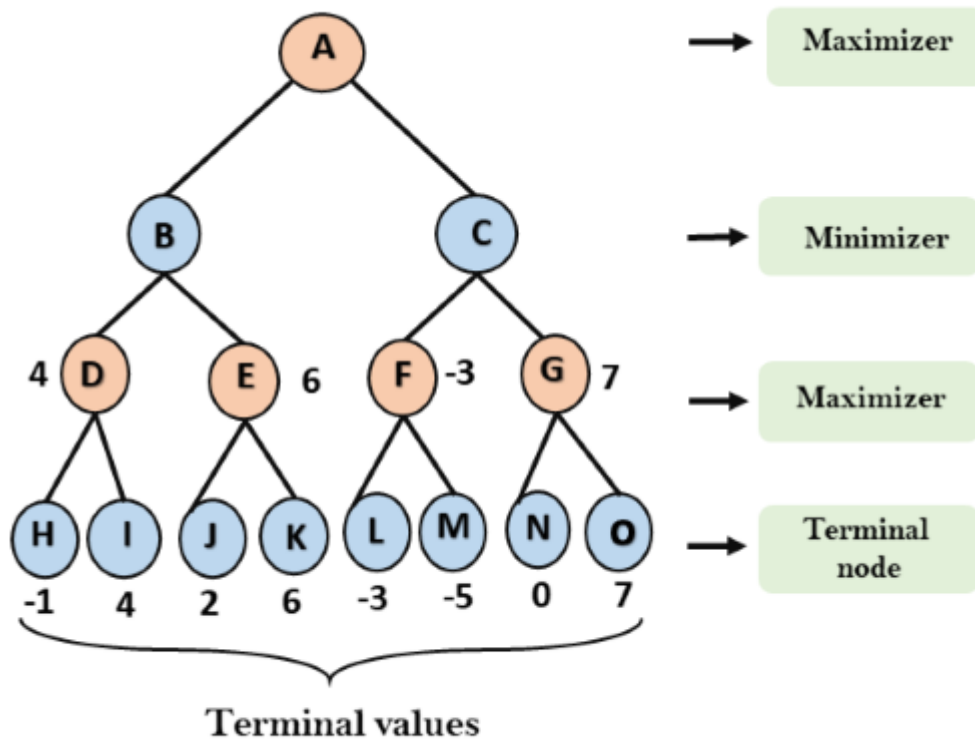 A
Maximizer
B
C
Minimizer
4
D
E
6
F
-3
G
7
Maximizer
H
I
J
K
L
M
N
O
Terminal
node
-1
4
2
6
-3
-5
0
7
Terminal values